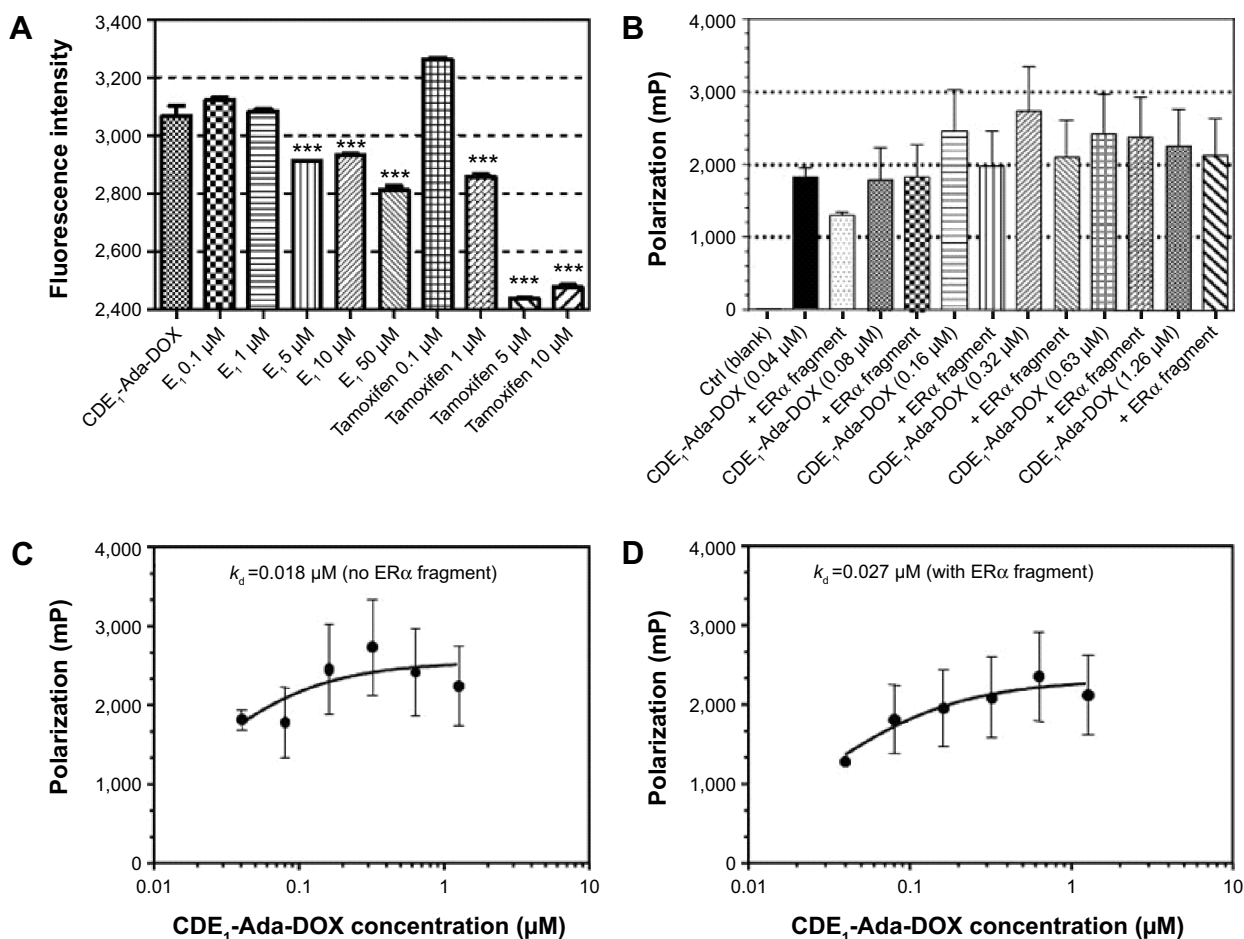 A
Fluorescence intensity
3,400
3,200
3,000
2,800
2,600
2,400
***
***
***
***
***
***
CDE₁-Ada-DOX
E₁ 0.1 µM
E₁ 1 µM
E₁ 5 µM
E₁ 10 µM
E₁ 50 µM
Tamoxifen 0.1 µM
Tamoxifen 1 µM
Tamoxifen 5 µM
Tamoxifen 10 µM
B
Polarization (mP)
4,000
3,000
2,000
1,000
0
Ctrl (blank)
CDE₁-Ada-DOX (0.04 µM)
+ ERα fragment
CDE₁-Ada-DOX (0.08 µM)
+ ERα fragment
CDE₁-Ada-DOX (0.16 µM)
+ ERα fragment
CDE₁-Ada-DOX (0.32 µM)
+ ERα fragment
CDE₁-Ada-DOX (0.63 µM)
+ ERα fragment
CDE₁-Ada-DOX (1.26 µM)
+ ERα fragment
C
Polarization (mP)
4,000
3,000
2,000
1,000
0
k_d =0.018 µM (no ERα fragment)
0.01
0.1
1
10
CDE₁-Ada-DOX concentration (µM)
D
Polarization (mP)
4,000
3,000
2,000
1,000
0
k_d =0.027 µM (with ERα fragment)
0.01
0.1
1
10
CDE₁-Ada-DOX concentration (µM)